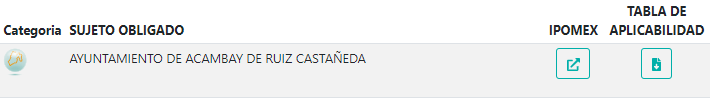 Categoria SUJETO OBLIGADO IPOMEX TABLA DE APLICABILIDAD
AYUNTAMIENTO DE ACAMBAY DE RUIZ CASTAÑEDA